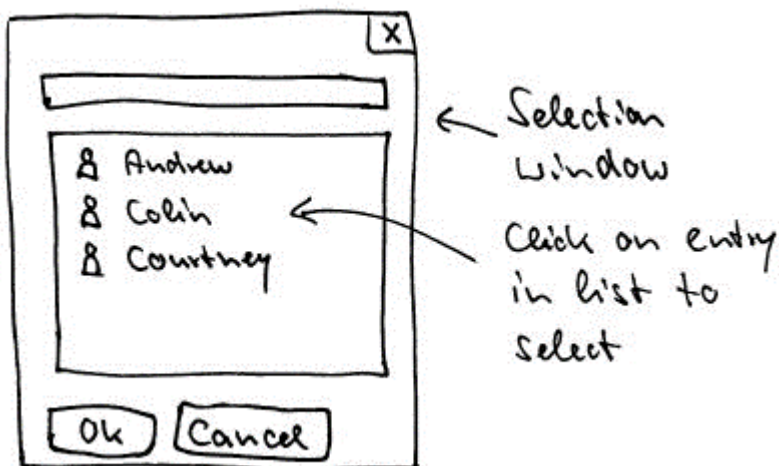 X
Andrew
Colin
Courtney
Ok
Cancel
Selection
window
Click on entry
in list to
select